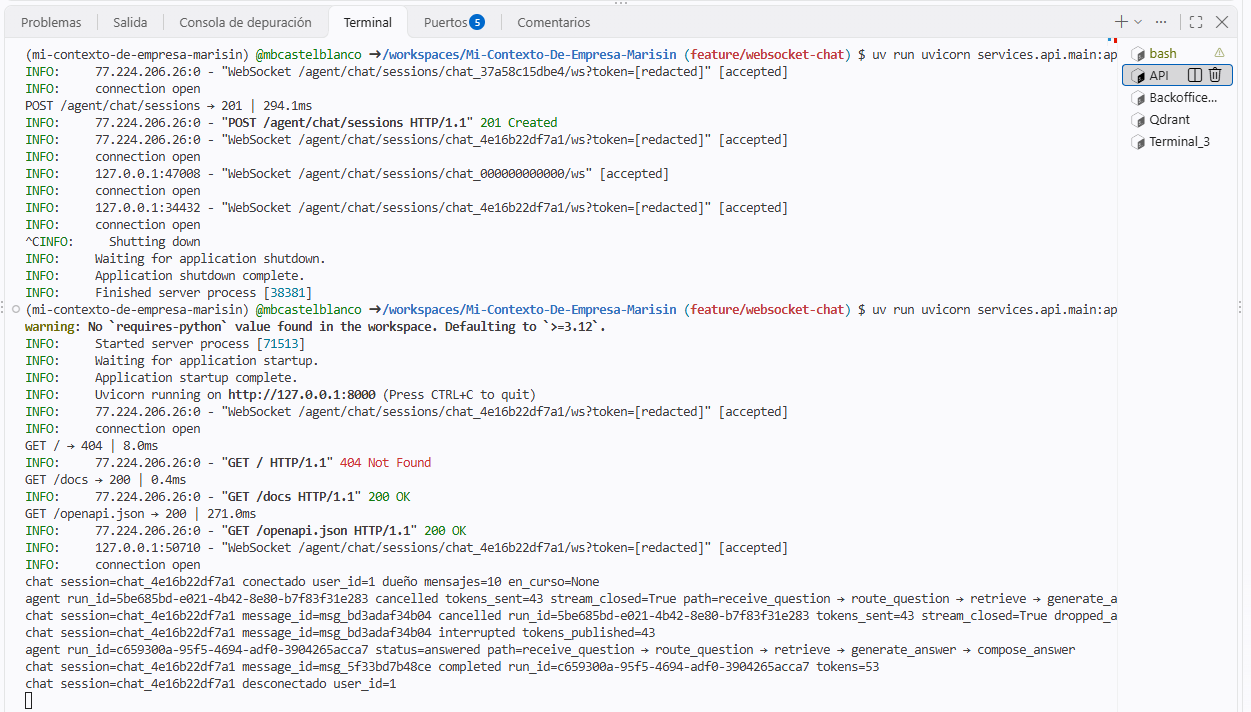 Problemas Salida Consola de depuración Terminal Puertos 5 Comentarios
(mi-contexto-de-empresa-marisin) @mbcastelblanco ➜/workspaces/Mi-Contexto-De-Empresa-Marisin (feature/websocket-chat) $ uv run uvicorn services.api.main:ap
INFO: 77.224.206.26:0 - "WebSocket /agent/chat/sessions/chat_37a58c15dbe4/ws?token=[redacted]" [accepted]
INFO: connection open
POST /agent/chat/sessions → 201 | 294.1ms
INFO: 77.224.206.26:0 - "POST /agent/chat/sessions HTTP/1.1" 201 Created
INFO: 77.224.206.26:0 - "WebSocket /agent/chat/sessions/chat_4e16b22df7a1/ws?token=[redacted]" [accepted]
INFO: connection open
INFO: 127.0.0.1:47008 - "WebSocket /agent/chat/sessions/chat_000000000000/ws" [accepted]
INFO: connection open
INFO: 127.0.0.1:34432 - "WebSocket /agent/chat/sessions/chat_4e16b22df7a1/ws?token=[redacted]" [accepted]
INFO: connection open
^CINFO: Shutting down
INFO: Waiting for application shutdown.
INFO: Application shutdown complete.
INFO: Finished server process [38381]
(mi-contexto-de-empresa-marisin) @mbcastelblanco ➜/workspaces/Mi-Contexto-De-Empresa-Marisin (feature/websocket-chat) $ uv run uvicorn services.api.main:ap
warning: No `requires-python` value found in the workspace. Defaulting to `>=3.12`.
INFO: Started server process [71513]
INFO: Waiting for application startup.
INFO: Application startup complete.
INFO: Uvicorn running on http://127.0.0.1:8000 (Press CTRL+C to quit)
INFO: 77.224.206.26:0 - "WebSocket /agent/chat/sessions/chat_4e16b22df7a1/ws?token=[redacted]" [accepted]
INFO: connection open
GET / → 404 | 8.0ms
INFO: 77.224.206.26:0 - "GET / HTTP/1.1" 404 Not Found
GET /docs → 200 | 0.4ms
INFO: 77.224.206.26:0 - "GET /docs HTTP/1.1" 200 OK
GET /openapi.json → 200 | 271.0ms
INFO: 77.224.206.26:0 - "GET /openapi.json HTTP/1.1" 200 OK
INFO: 127.0.0.1:50710 - "WebSocket /agent/chat/sessions/chat_4e16b22df7a1/ws?token=[redacted]" [accepted]
INFO: connection open
chat session=chat_4e16b22df7a1 conectado user_id=1 dueño mensajes=10 en_curso=None
agent run_id=5be685bd-e021-4b42-8e80-b7f83f31e283 cancelled tokens_sent=43 stream_closed=True path=receive_question → route_question → retrieve → generate_a
chat session=chat_4e16b22df7a1 message_id=msg_bd3adaf34b04 cancelled run_id=5be685bd-e021-4b42-8e80-b7f83f31e283 tokens_sent=43 stream_closed=True dropped_a
chat session=chat_4e16b22df7a1 message_id=msg_bd3adaf34b04 interrupted tokens_published=43
agent run_id=c659300a-95f5-4694-adf0-3904265acca7 status=answered path=receive_question → route_question → retrieve → generate_answer → compose_answer
chat session=chat_4e16b22df7a1 message_id=msg_5f33bd7b48ce completed run_id=c659300a-95f5-4694-adf0-3904265acca7 tokens=53
chat session=chat_4e16b22df7a1 desconectado user_id=1
bash
API
Backoffice...
Qdrant
Terminal_3